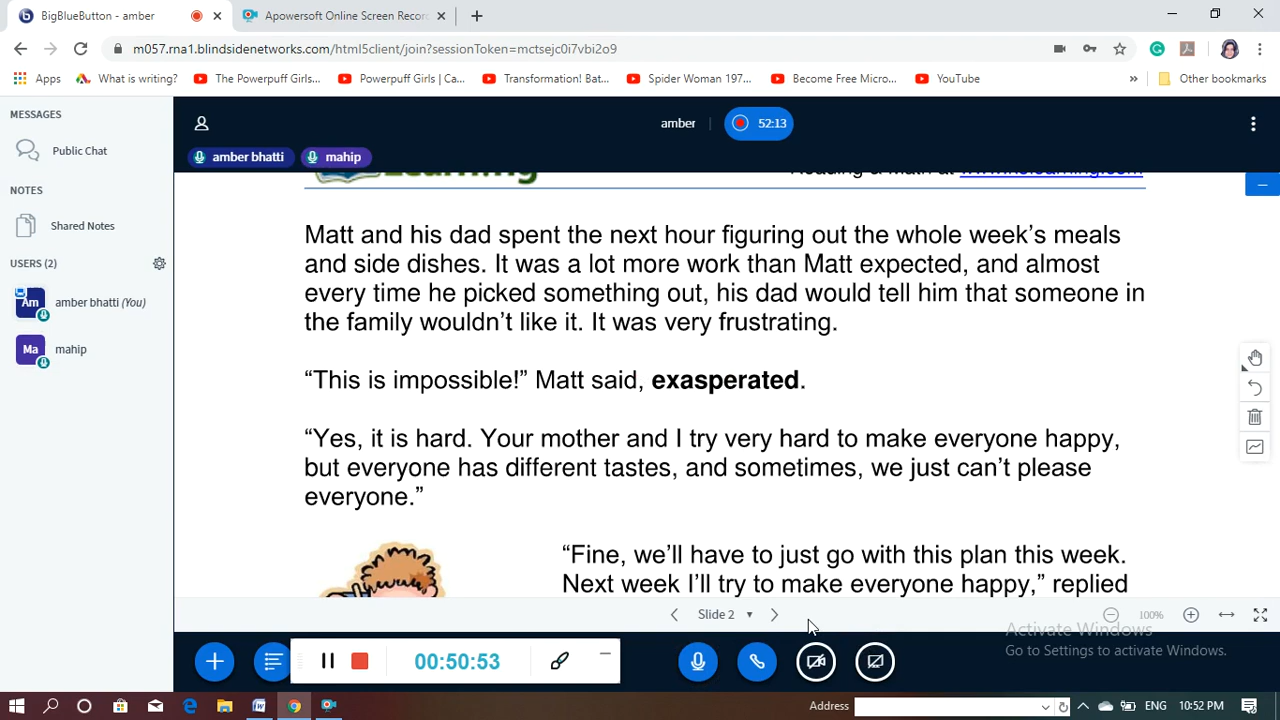 BigBlueButton - amber
Apowersoft Online Screen Record
m057.rna1.blindsidenetworks.com/html5client/join?sessionToken=mctsejc0i7vbi2o9
Apps
What is writing?
The Powerpuff Girls...
Powerpuff Girls | Ca...
Transformation! Bat...
Spider Woman 197...
Become Free Micro...
YouTube
»
Other bookmarks
MESSAGES
Public Chat
NOTES
Shared Notes
USERS (2)
Am
amber bhatti (You)
Ma
mahip
amber
52:13
amber bhatti
mahip
Learning
Reading & Math at
Matt and his dad spent the next hour figuring out the whole week's meals
and side dishes. It was a lot more work than Matt expected, and almost
every time he picked something out, his dad would tell him that someone in
the family wouldn't like it. It was very frustrating.
“This is impossible!” Matt said, exasperated.
“Yes, it is hard. Your mother and I try very hard to make everyone happy,
but everyone has different tastes, and sometimes, we just can't please
everyone.”
“Fine, we'll have to just go with this plan this week.
Next week I'll try to make everyone happy,” replied
Slide 2
100%
Activate Windows
Go to Settings to activate Windows.
00:50:53
Address
ENG
10:52 PM